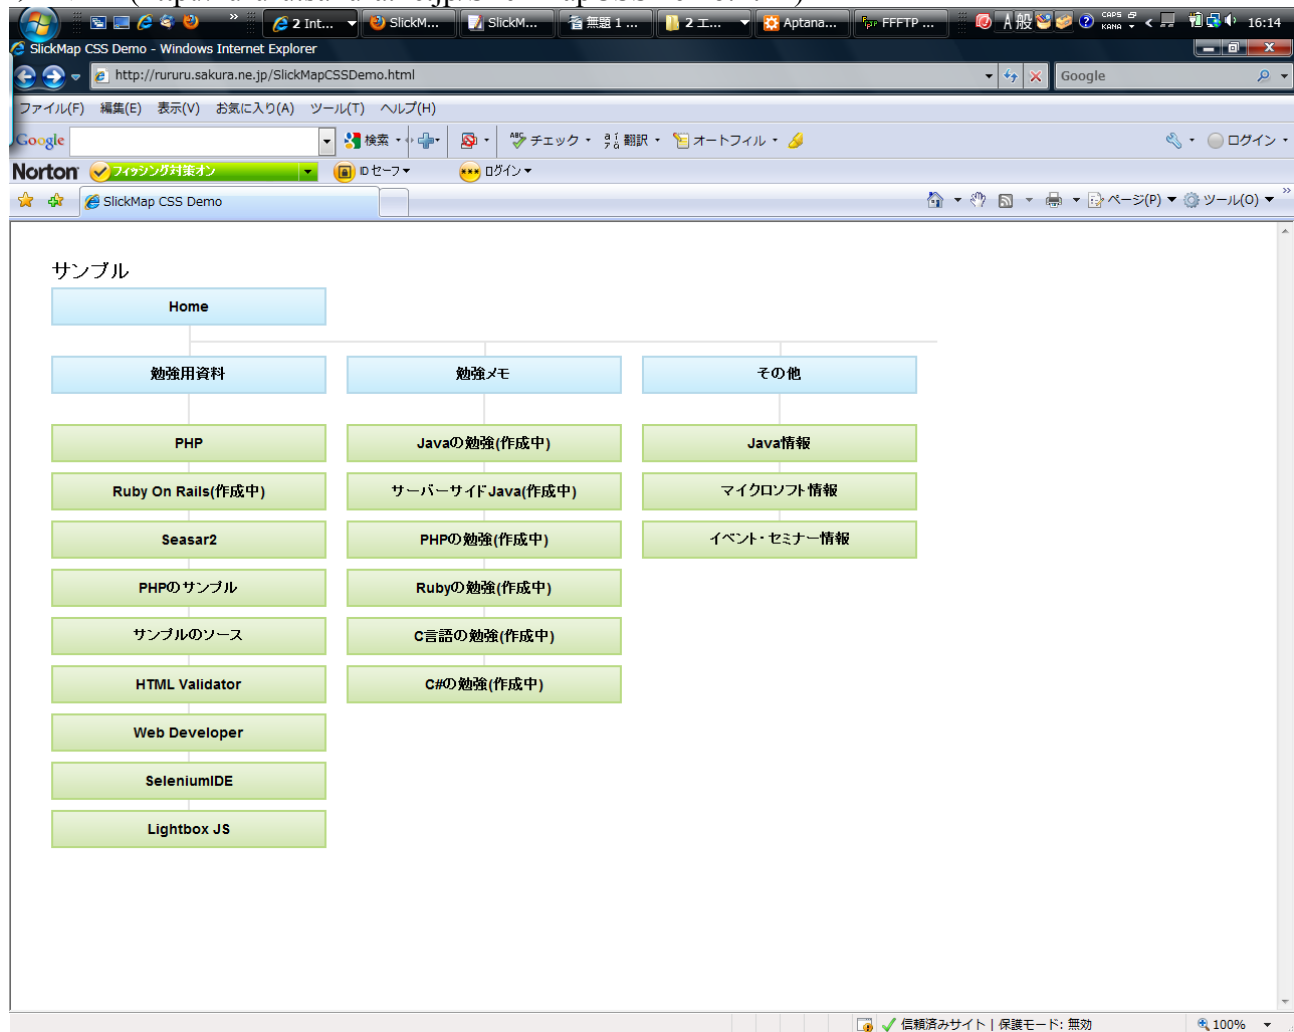 2 Int...
SlickM...
SlickM...
無題 1 ...
2 エ...
Aptana...
FFFTP ...
A 般
CAPS
KANA
16:14
SlickMap CSS Demo - Windows Internet Explorer
http://rururu.sakura.ne.jp/SlickMapCSSDemo.html
Google
ファイル(F) 編集(E) 表示(V) お気に入り(A) ツール(T) ヘルプ(H)
Google 検索 チェック 翻訳 オートフィル ログイン
Norton フィッシング対策オン ID セーフ ログイン
SlickMap CSS Demo
ページ(P) ツール(O)
サンプル
Home
勉強用資料 勉強メモ その他
PHP Javaの勉強(作成中) Java情報
Ruby On Rails(作成中) サーバーサイドJava(作成中) マイクロソフト情報
Seasar2 PHPの勉強(作成中) イベント・セミナー情報
PHPのサンプル Rubyの勉強(作成中)
サンプルのソース C言語の勉強(作成中)
HTML Validator C#の勉強(作成中)
Web Developer
SeleniumIDE
Lightbox JS
信頼済みサイト | 保護モード: 無効 100%